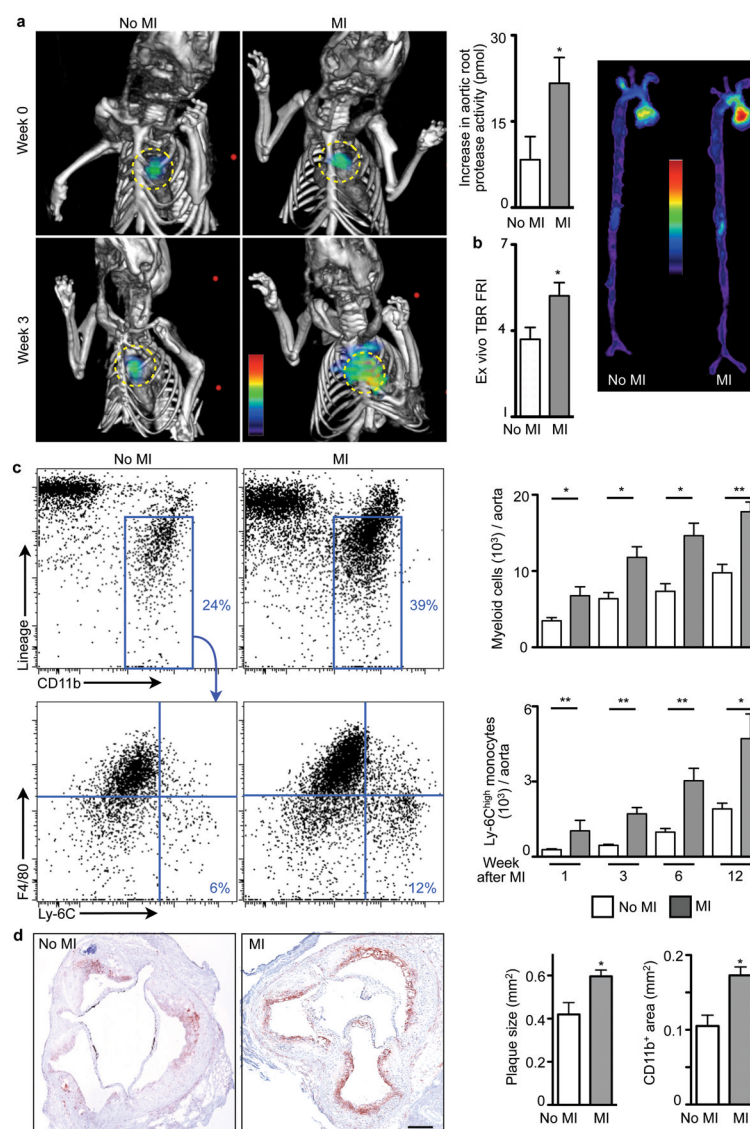 a
No MI
MI
Week 0
Week 3
Increase in aortic root
protease activity (pmol)
30
15
0
No MI
MI
*
b
Ex vivo TBR FRI
7
4
1
No MI
MI
*
No MI
MI
c
No MI
MI
Lineage
CD11b
24%
39%
F4/80
Ly-6C
6%
12%
Myeloid cells (10³) / aorta
20
10
0
*
*
*
**
Ly-6Chigh monocytes
(10³) / aorta
6
3
0
**
**
**
*
Week
after MI
1
3
6
12
No MI
MI
d
No MI
MI
Plaque size (mm²)
0.6
0.4
0
No MI
MI
*
CD11b⁺ area (mm²)
0.2
0.1
0
No MI
MI
*